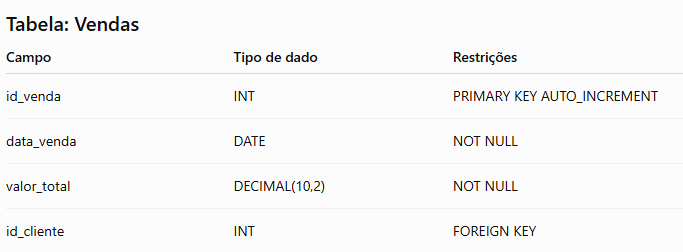 Tabela: Vendas
Campo Tipo de dado Restrições
id_venda INT PRIMARY KEY AUTO_INCREMENT
data_venda DATE NOT NULL
valor_total DECIMAL(10,2) NOT NULL
id_cliente INT FOREIGN KEY